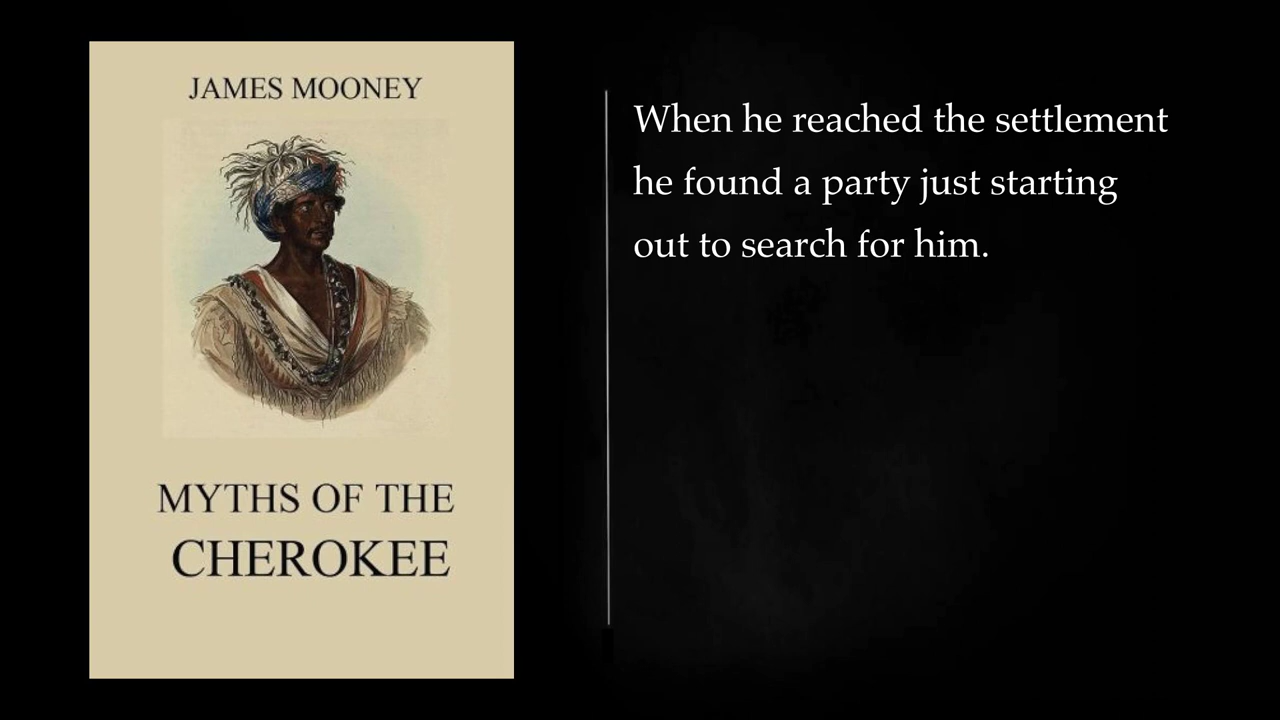 JAMES MOONEY
MYTHS OF THE
CHEROKEE
When he reached the settlement
he found a party just starting
out to search for him.